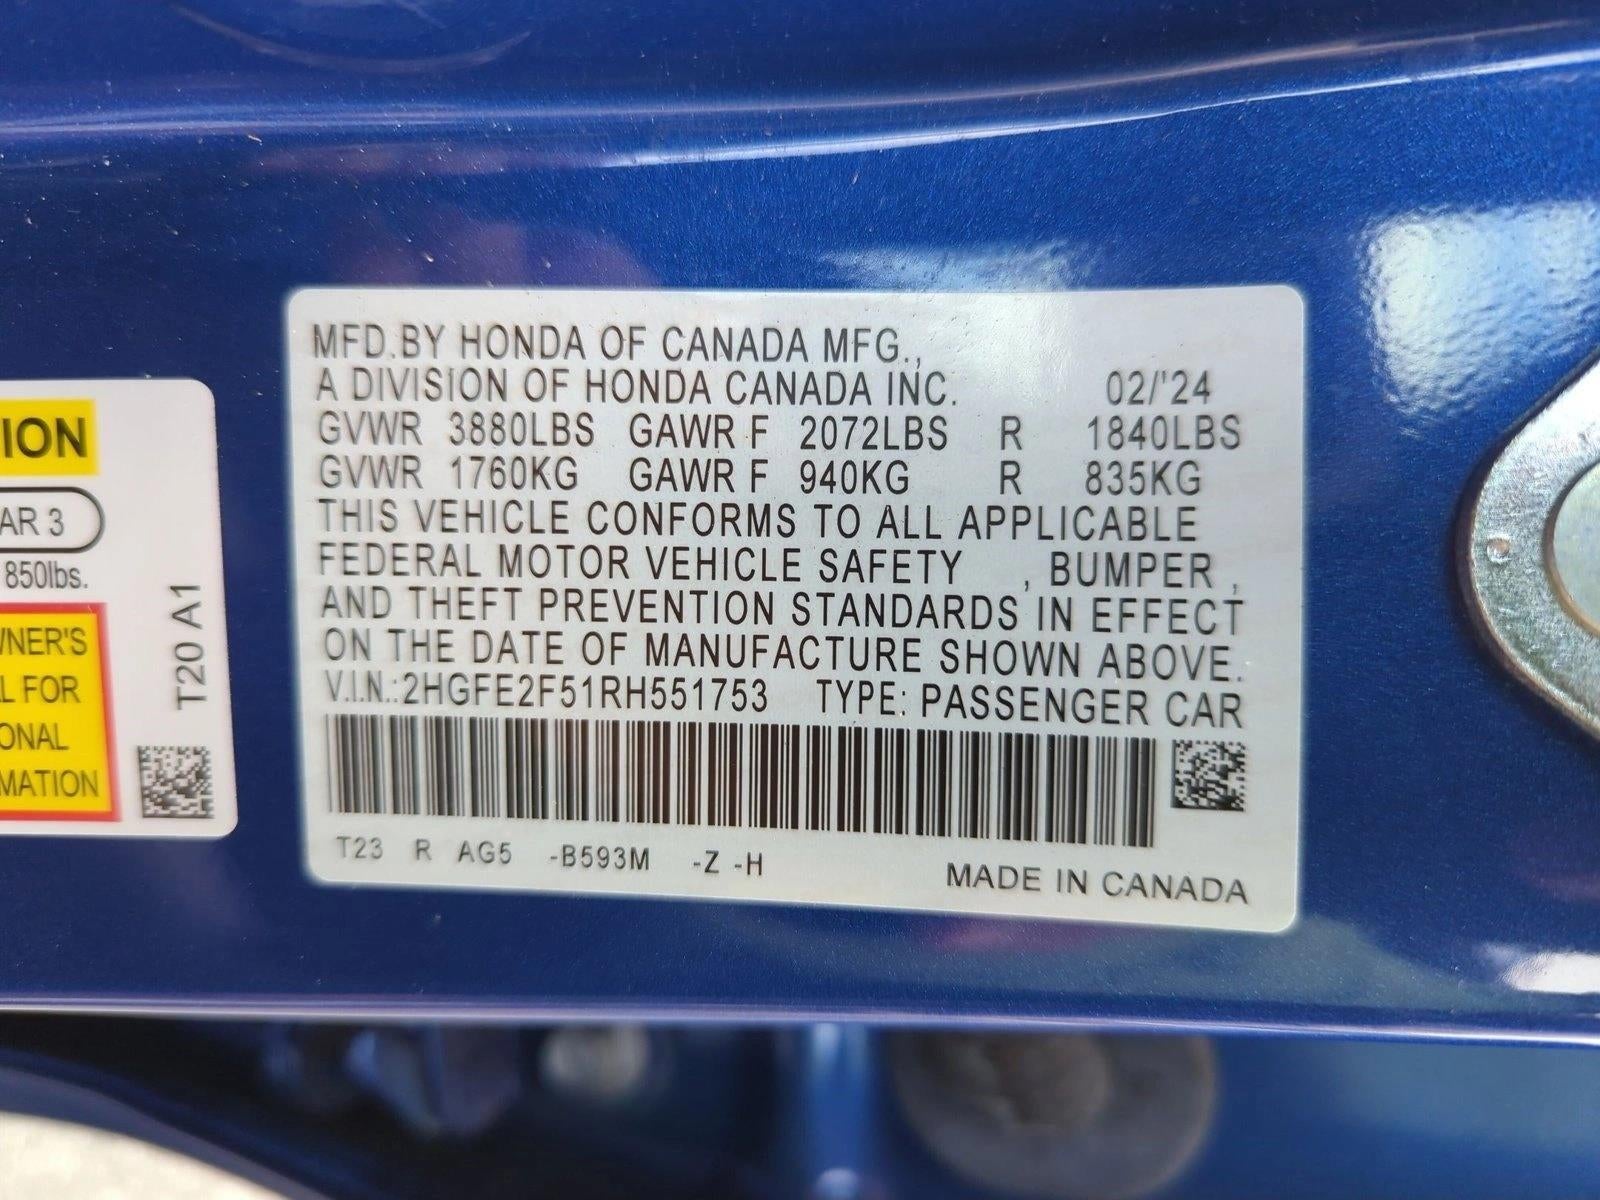 ION
AR 3
850lbs.
WNER'S
L FOR
ONAL
MATION
T20 A1
MFD.BY HONDA OF CANADA MFG.,
A DIVISION OF HONDA CANADA INC. 02/'24
GVWR 3880LBS GAWR F 2072LBS R 1840LBS
GVWR 1760KG GAWR F 940KG R 835KG
THIS VEHICLE CONFORMS TO ALL APPLICABLE
FEDERAL MOTOR VEHICLE SAFETY , BUMPER ,
AND THEFT PREVENTION STANDARDS IN EFFECT
ON THE DATE OF MANUFACTURE SHOWN ABOVE.
V.I.N.:2HGFE2F51RH551753 TYPE: PASSENGER CAR
T23 R AG5 -B593M -Z -H
MADE IN CANADA